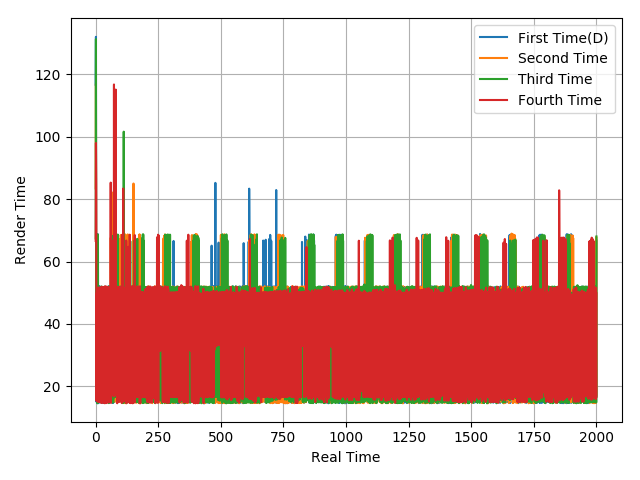 First Time(D)
Second Time
Third Time
Fourth Time
120
100
80
60
40
20
Render Time
0 250 500 750 1000 1250 1500 1750 2000
Real Time